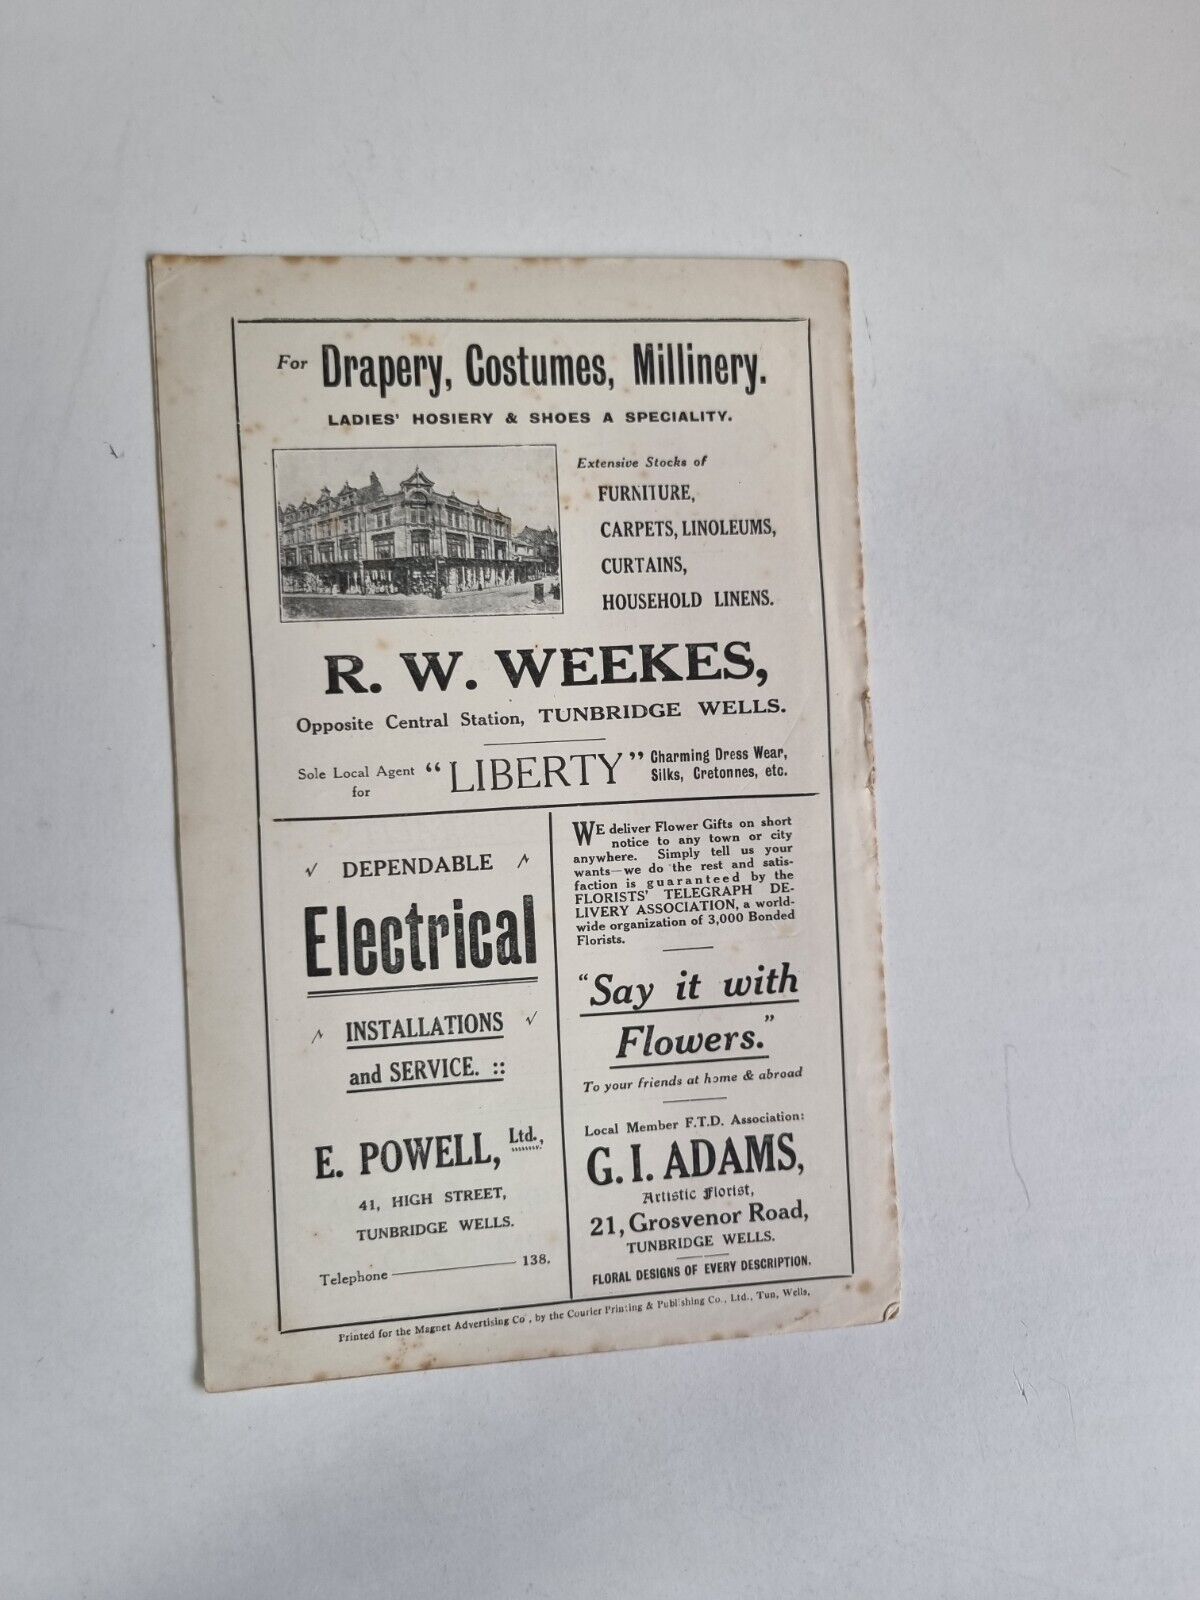 For Drapery, Costumes, Millinery.
LADIES' HOSIERY & SHOES A SPECIALITY.
Extensive Stocks of
FURNITURE,
CARPETS, LINOLEUMS,
CURTAINS,
HOUSEHOLD LINENS.
R. W. WEEKES,
Opposite Central Station, TUNBRIDGE WELLS.
Sole Local Agent for "LIBERTY" Charming Dress Wear,
Silks, Cretonnes, etc.
DEPENDABLE
Electrical
INSTALLATIONS
and SERVICE. ::
E. POWELL, Ltd.,
41, HIGH STREET,
TUNBRIDGE WELLS.
Telephone 138.
WE deliver Flower Gifts on short
notice to any town or city
anywhere. Simply tell us your
wants—we do the rest and satis-
faction is guaranteed by the
FLORISTS' TELEGRAPH DE-
LIVERY ASSOCIATION, a world-
wide organization of 3,000 Bonded
Florists.
"Say it with
Flowers."
To your friends at home & abroad
Local Member F.T.D. Association:
G. I. ADAMS,
Artistic Florist,
21, Grosvenor Road,
TUNBRIDGE WELLS.
FLORAL DESIGNS OF EVERY DESCRIPTION.
Printed for the Magnet Advertising Co., by the Courier Printing & Publishing Co., Ltd., Tun, Wells,